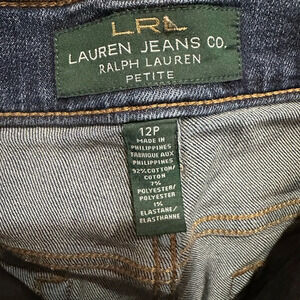 LRL
LAUREN JEANS CO.
RALPH LAUREN
PETITE
12P
MADE IN
PHILIPPINES
FABRIQUE AUX
PHILIPPINES
92%COTTON/
COTON
7%
POLYESTER/
POLYESTER
1%
ELASTANE/
ELASTHANNE